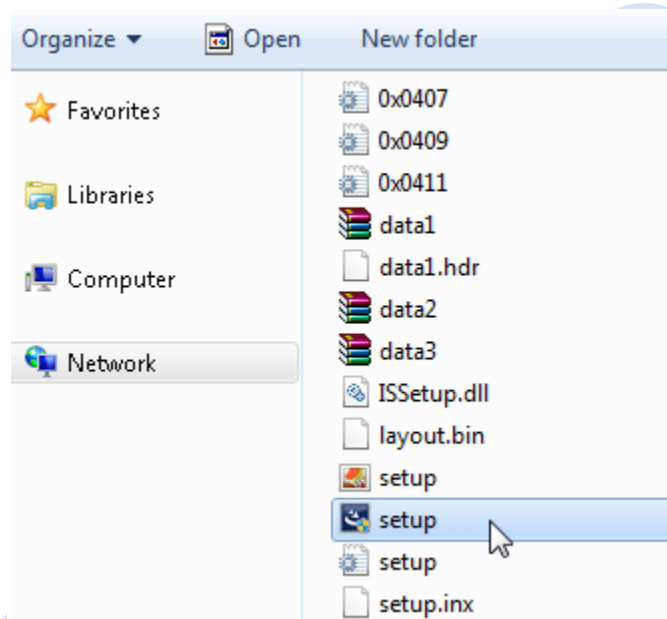 Organize ▼ Open New folder
Favorites
Libraries
Computer
Network
0x0407
0x0409
0x0411
data1
data1.hdr
data2
data3
ISSetup.dll
layout.bin
setup
setup
setup
setup.inx